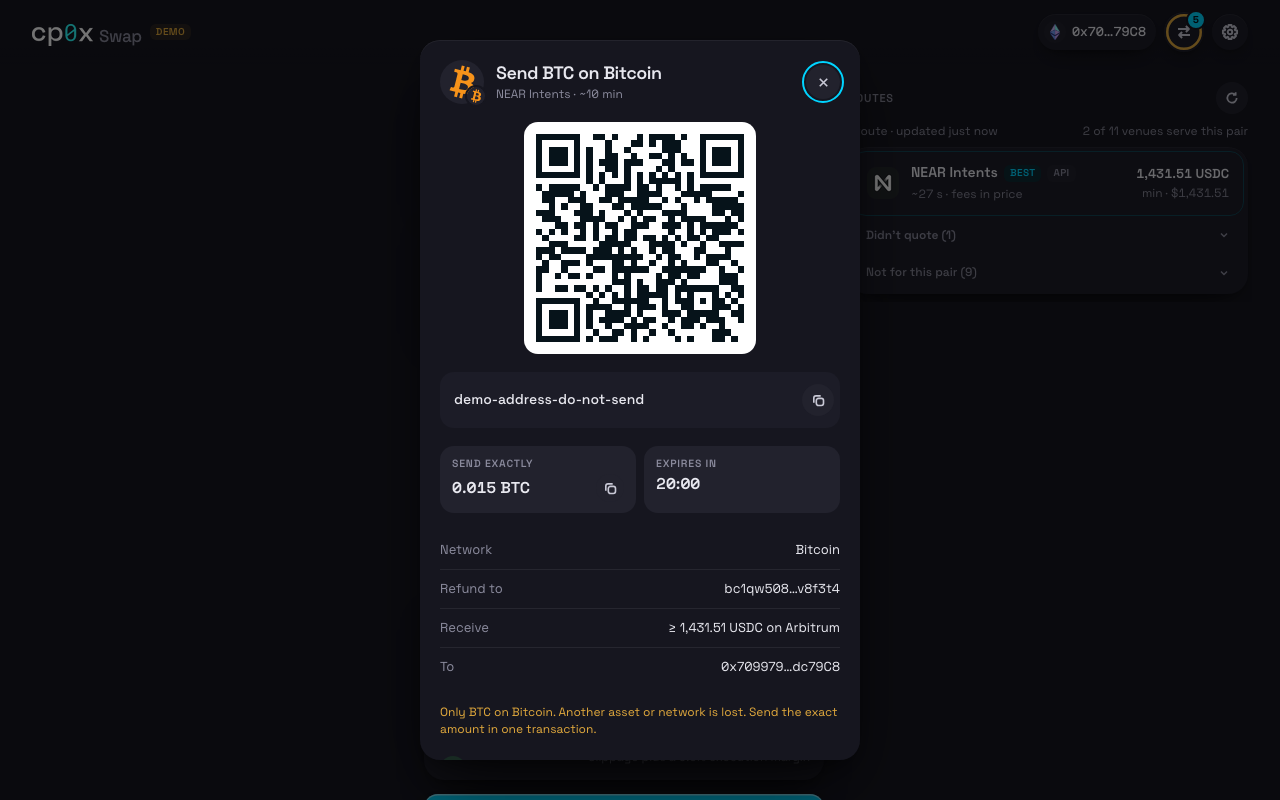 cp0x Swap DEMO
0x70...79C8
5
Send BTC on Bitcoin
NEAR Intents · ~10 min
OUTES
oute · updated just now
2 of 11 venues serve this pair
NEAR Intents BEST API
1,431.51 USDC
~27 s · fees in price
min · $1,431.51
Didn't quote (1)
Not for this pair (9)
demo-address-do-not-send
SEND EXACTLY
0.015 BTC
EXPIRES IN
20:00
Network
Bitcoin
Refund to
bc1qw508...v8f3t4
Receive
≥ 1,431.51 USDC on Arbitrum
To
0x709979...dc79C8
Only BTC on Bitcoin. Another asset or network is lost. Send the exact
amount in one transaction.